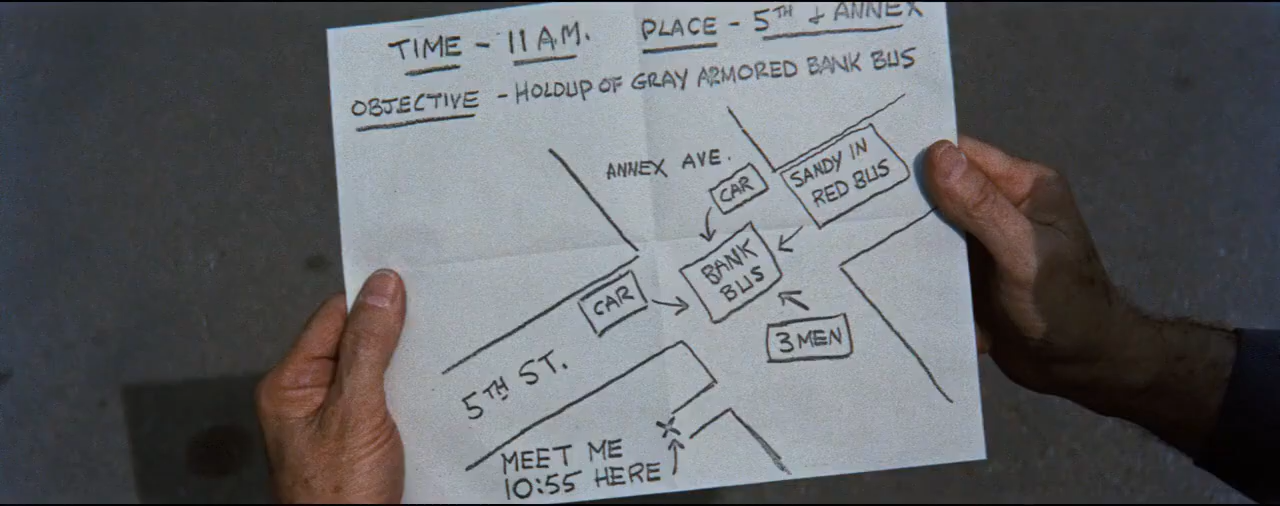 TIME - 11 A.M. PLACE - 5TH & ANNEX
OBJECTIVE - HOLDUP OF GRAY ARMORED BANK BUS
ANNEX AVE.
CAR
SANDY IN
RED BUS
BANK
BUS
CAR
3 MEN
5TH ST.
MEET ME
10:55 HERE